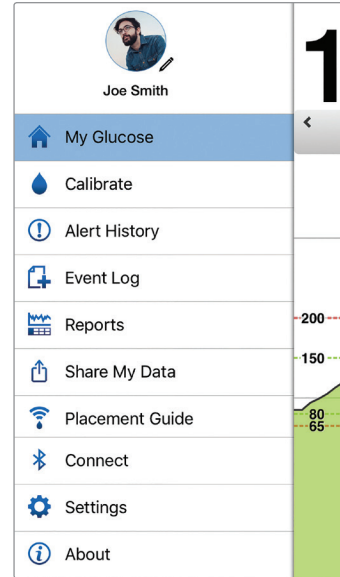 Joe Smith
1
My Glucose
Calibrate
Alert History
Event Log
Reports
Share My Data
Placement Guide
Connect
Settings
About
200
150
80
65